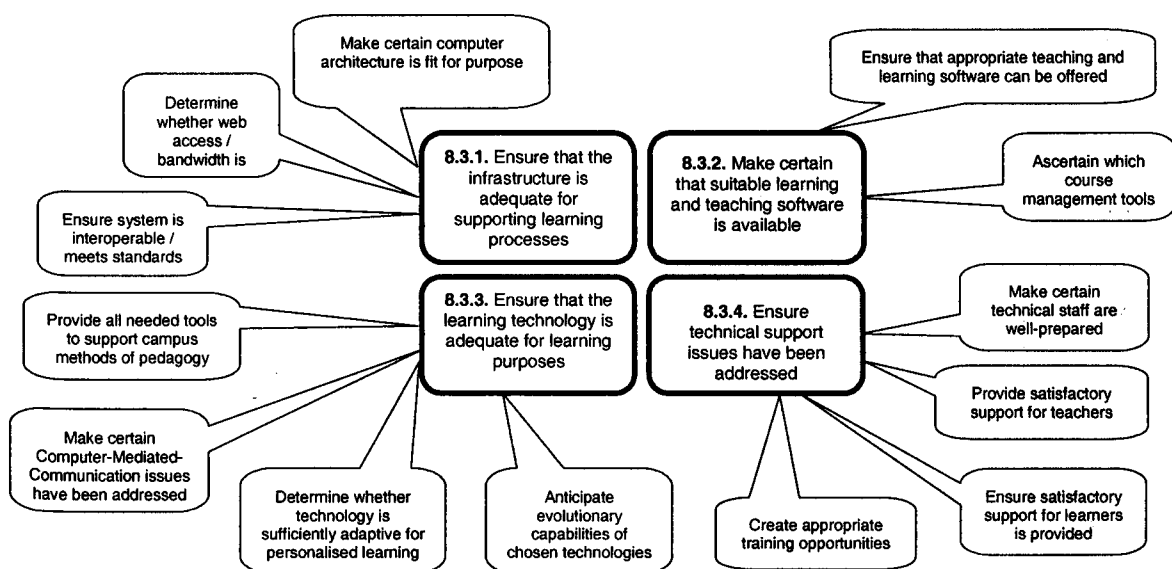 Make certain computer
architecture is fit for purpose
Ensure that appropriate teaching and
learning software can be offered
Determine
whether web
access /
bandwidth is
8.3.1. Ensure that the
infrastructure is
adequate for
supporting learning
processes
8.3.2. Make certain
that suitable learning
and teaching software
is available
Ascertain which
course
management tools
Ensure system is
interoperable /
meets standards
Provide all needed tools
to support campus
methods of pedagogy
8.3.3. Ensure that the
learning technology is
adequate for learning
purposes
8.3.4. Ensure
technical support
issues have been
addressed
Make certain
technical staff are
well-prepared
Provide satisfactory
support for teachers
Make certain
Computer-Mediated-
Communication issues
have been addressed
Determine whether
technology is
sufficiently adaptive for
personalised learning
Anticipate
evolutionary
capabilities of
chosen technologies
Create appropriate
training opportunities
Ensure satisfactory
support for learners
is provided